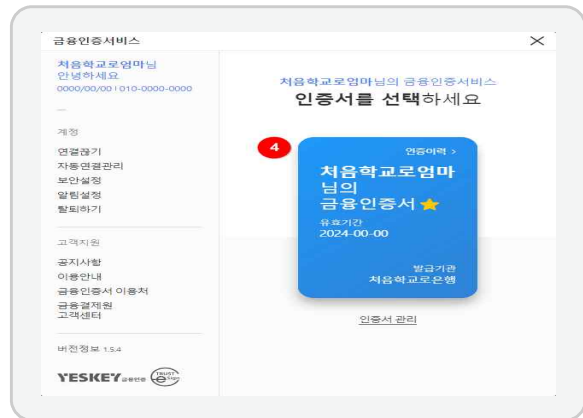 금융인증서비스
처음학교로엄마님
안녕하세요
0000/00/00 | 010-0000-0000
계정
연결끊기
자동연결관리
보안설정
알림설정
탈퇴하기
고객지원
공지사항
이용안내
금융인증서 이용처
금융결제원
고객센터
버전정보 1.5.4
YESKEY 금융인증
TRUST
eSign
처음학교로엄마님의 금융인증서비스
인증서를 선택하세요
4
인증이력 >
처음학교로엄마
님의
금융인증서
유효기간
2024-00-00
발급기관
처음학교로은행
인증서 관리